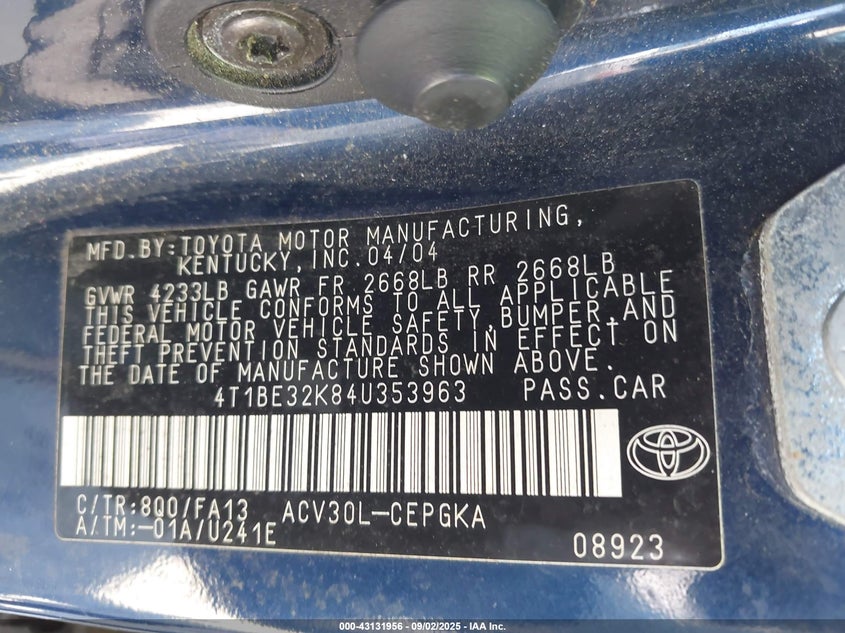 MFD.BY:TOYOTA MOTOR MANUFACTURING,
KENTUCKY, INC.04/04
GVWR 4233LB GAWR FR 2668LB RR 2668LB
THIS VEHICLE CONFORMS TO ALL APPLICABLE
FEDERAL MOTOR VEHICLE SAFETY,BUMPER,AND
THEFT PREVENTION STANDARDS IN EFFECT ON
THE DATE OF MANUFACTURE SHOWN ABOVE.
4T1BE32K84U353963 PASS.CAR
C/TR:8Q0/FA13 ACV30L-CEPGKA
A/TM:-01A/U241E
08923
000-43131956 - 09/02/2025 - IAA Inc.